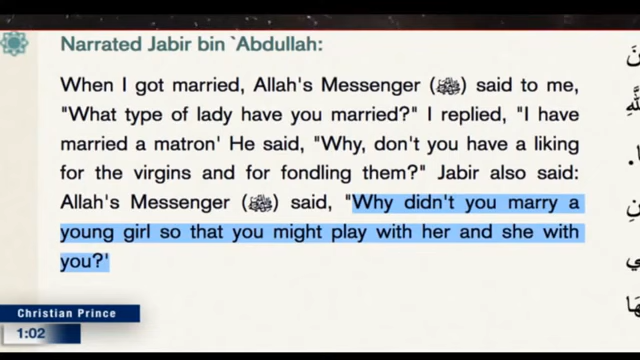 Narrated Jabir bin `Abdullah:
When I got married, Allah's Messenger (ﷺ) said to me,
"What type of lady have you married?" I replied, "I have
married a matron' He said, "Why, don't you have a liking
for the virgins and for fondling them?" Jabir also said:
Allah's Messenger (ﷺ) said, "Why didn't you marry a
young girl so that you might play with her and she with
you?'
Christian Prince
1:02